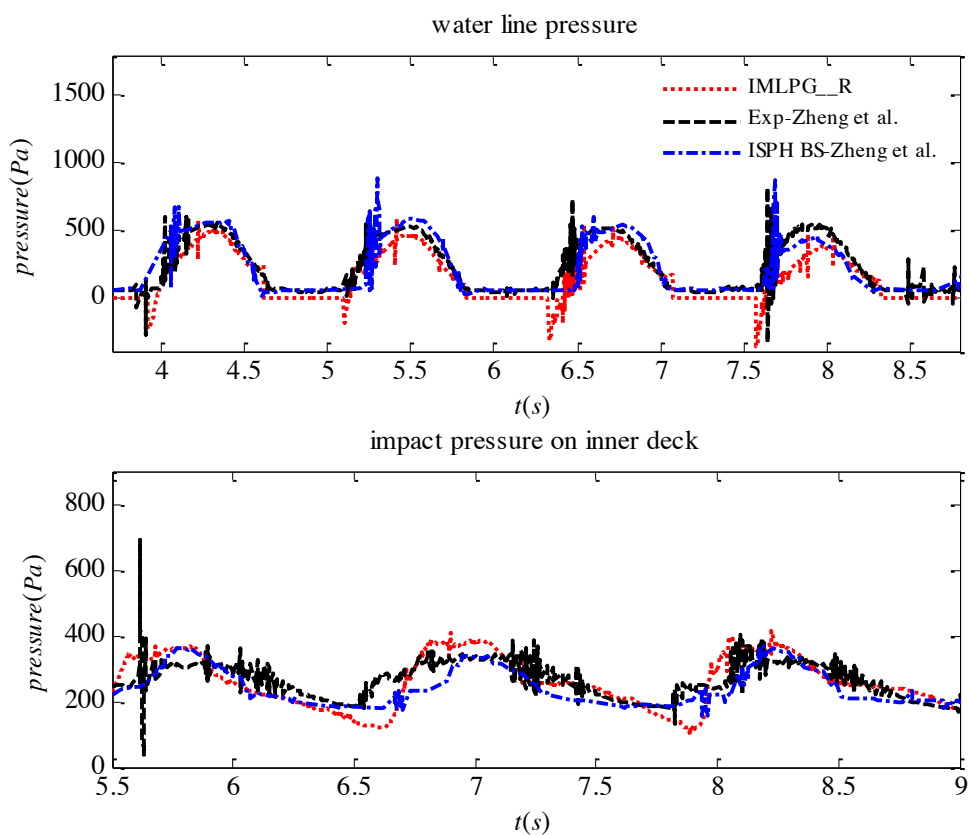 water line pressure
1500
1000
500
0
pressure(Pa)
IMLPG__R
Exp-Zheng et al.
ISPH BS-Zheng et al.
4 4.5 5 5.5 6 6.5 7 7.5 8 8.5
t(s)
impact pressure on inner deck
800
600
400
200
0
pressure(Pa)
5.5 6 6.5 7 7.5 8 8.5 9
t(s)